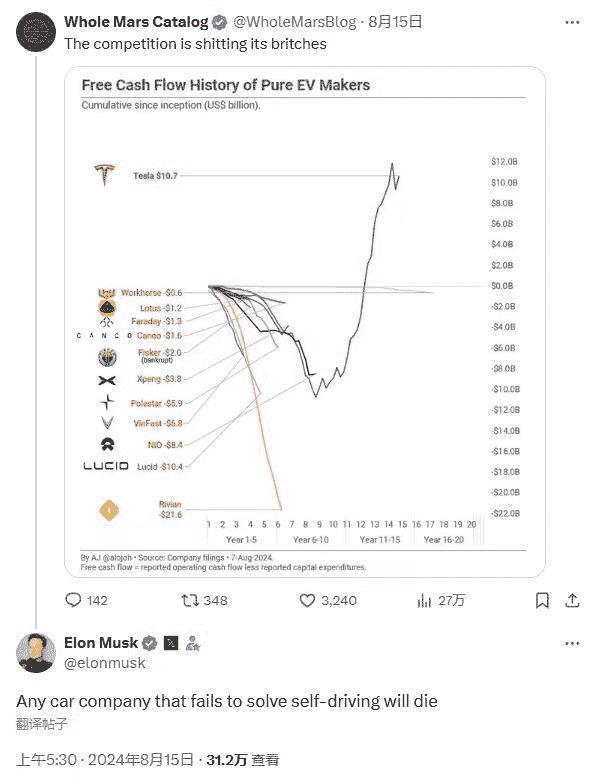 Whole Mars Catalog @WholeMarsBlog · 8月15日
The competition is shitting its britches
Free Cash Flow History of Pure EV Makers
Cumulative since inception (US$ billion).
$12.0B
Tesla $10.7
$10.0B
$8.0B
$6.0B
$4.0B
$2.0B
$0.0B
Workhorse -$0.6
-$2.0B
Lotus -$1.2
Faraday -$1.3
-$4.0B
CANOO Canoo -$1.6
-$6.0B
Fisker -$2.0
(bankrupt)
-$8.0B
Xpeng -$3.8
-$10.0B
Polestar -$5.9
-$12.0B
VinFast -$6.8
-$14.0B
NIO -$8.4
-$16.0B
LUCID Lucid -$10.4
-$18.0B
-$20.0B
Rivian
-$21.6
-$22.0B
1 2 3 4 5 6 7 8 9 10 11 12 13 14 15 16 17 18 19 20
Year 1-5 Year 6-10 Year 11-15 Year 16-20
By AJ @alojoh · Source: Company filings · 7-Aug-2024.
Free cash flow = reported operating cash flow less reported capital expenditures.
142 348 3,240 27万
Elon Musk
@elonmusk
Any car company that fails to solve self-driving will die
翻译帖子
上午5:30 · 2024年8月15日 · 31.2万 查看